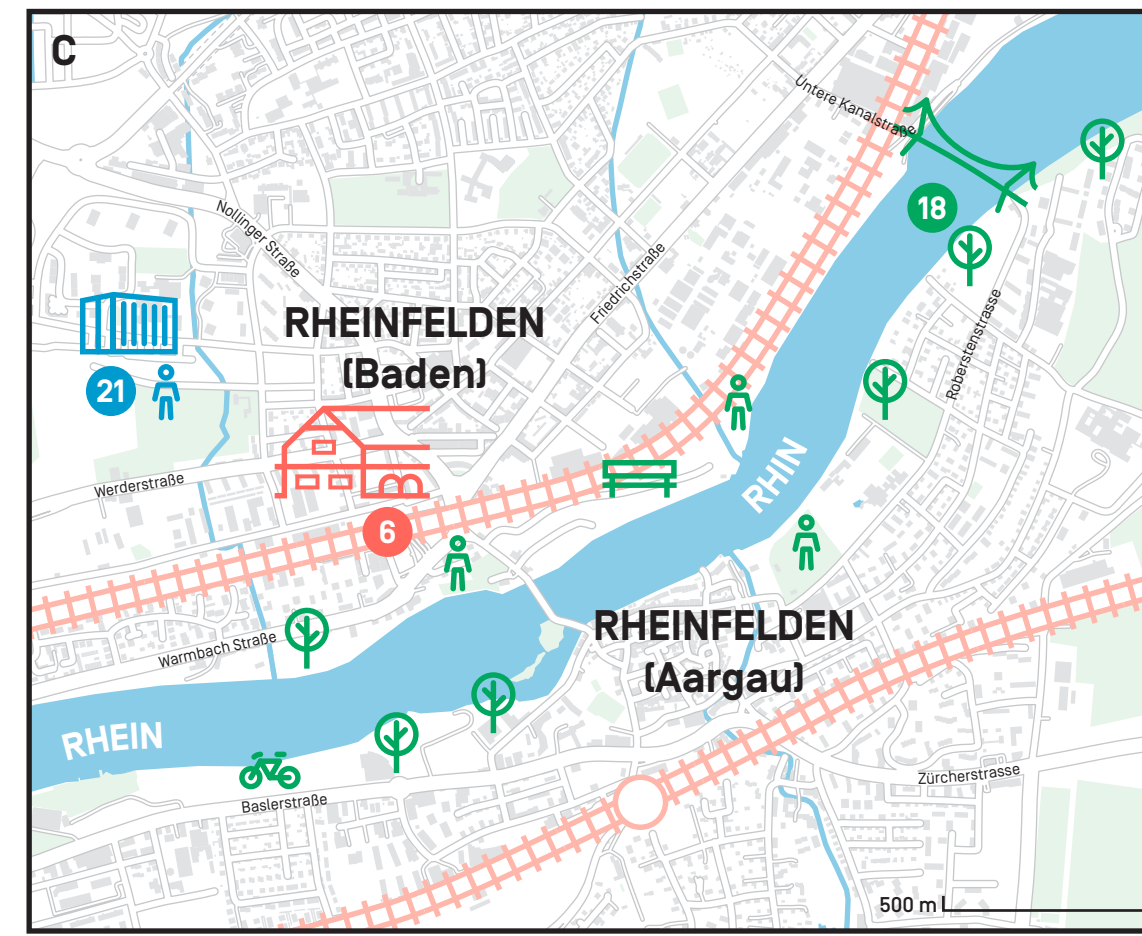 C
Untere Kanalstraße
18
Nollinger Straße
Friedrichstraße
Roberstenstrasse
RHEINFELDEN
(Baden)
21
RHIN
Werderstraße
6
RHEINFELDEN
(Aargau)
Warmbach Straße
RHEIN
Zürcherstrasse
Baslerstraße
500 m